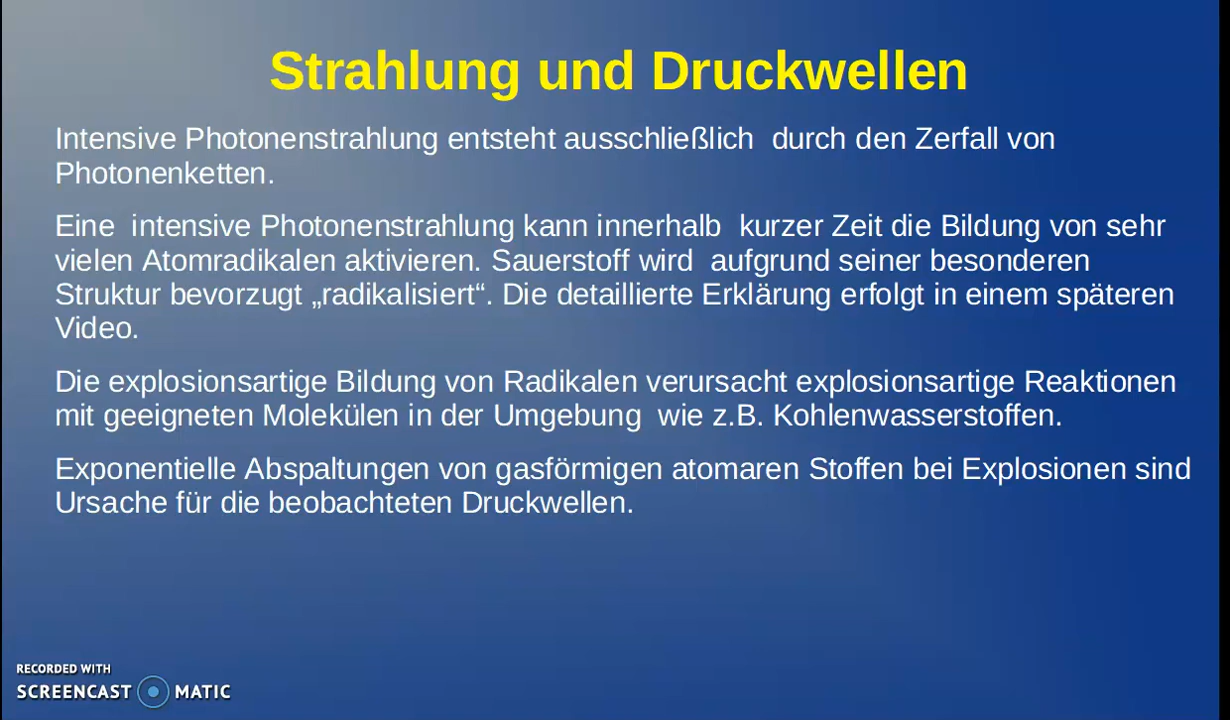 Strahlung und Druckwellen
Intensive Photonenstrahlung entsteht ausschließlich  durch den Zerfall von
Photonenketten.
Eine  intensive Photonenstrahlung kann innerhalb  kurzer Zeit die Bildung von sehr
vielen Atomradikalen aktivieren. Sauerstoff wird  aufgrund seiner besonderen
Struktur bevorzugt „radikalisiert“. Die detaillierte Erklärung erfolgt in einem späteren
Video.
Die explosionsartige Bildung von Radikalen verursacht explosionsartige Reaktionen
mit geeigneten Molekülen in der Umgebung  wie z.B. Kohlenwasserstoffen.
Exponentielle Abspaltungen von gasförmigen atomaren Stoffen bei Explosionen sind
Ursache für die beobachteten Druckwellen.
RECORDED WITH
SCREENCAST MATIC